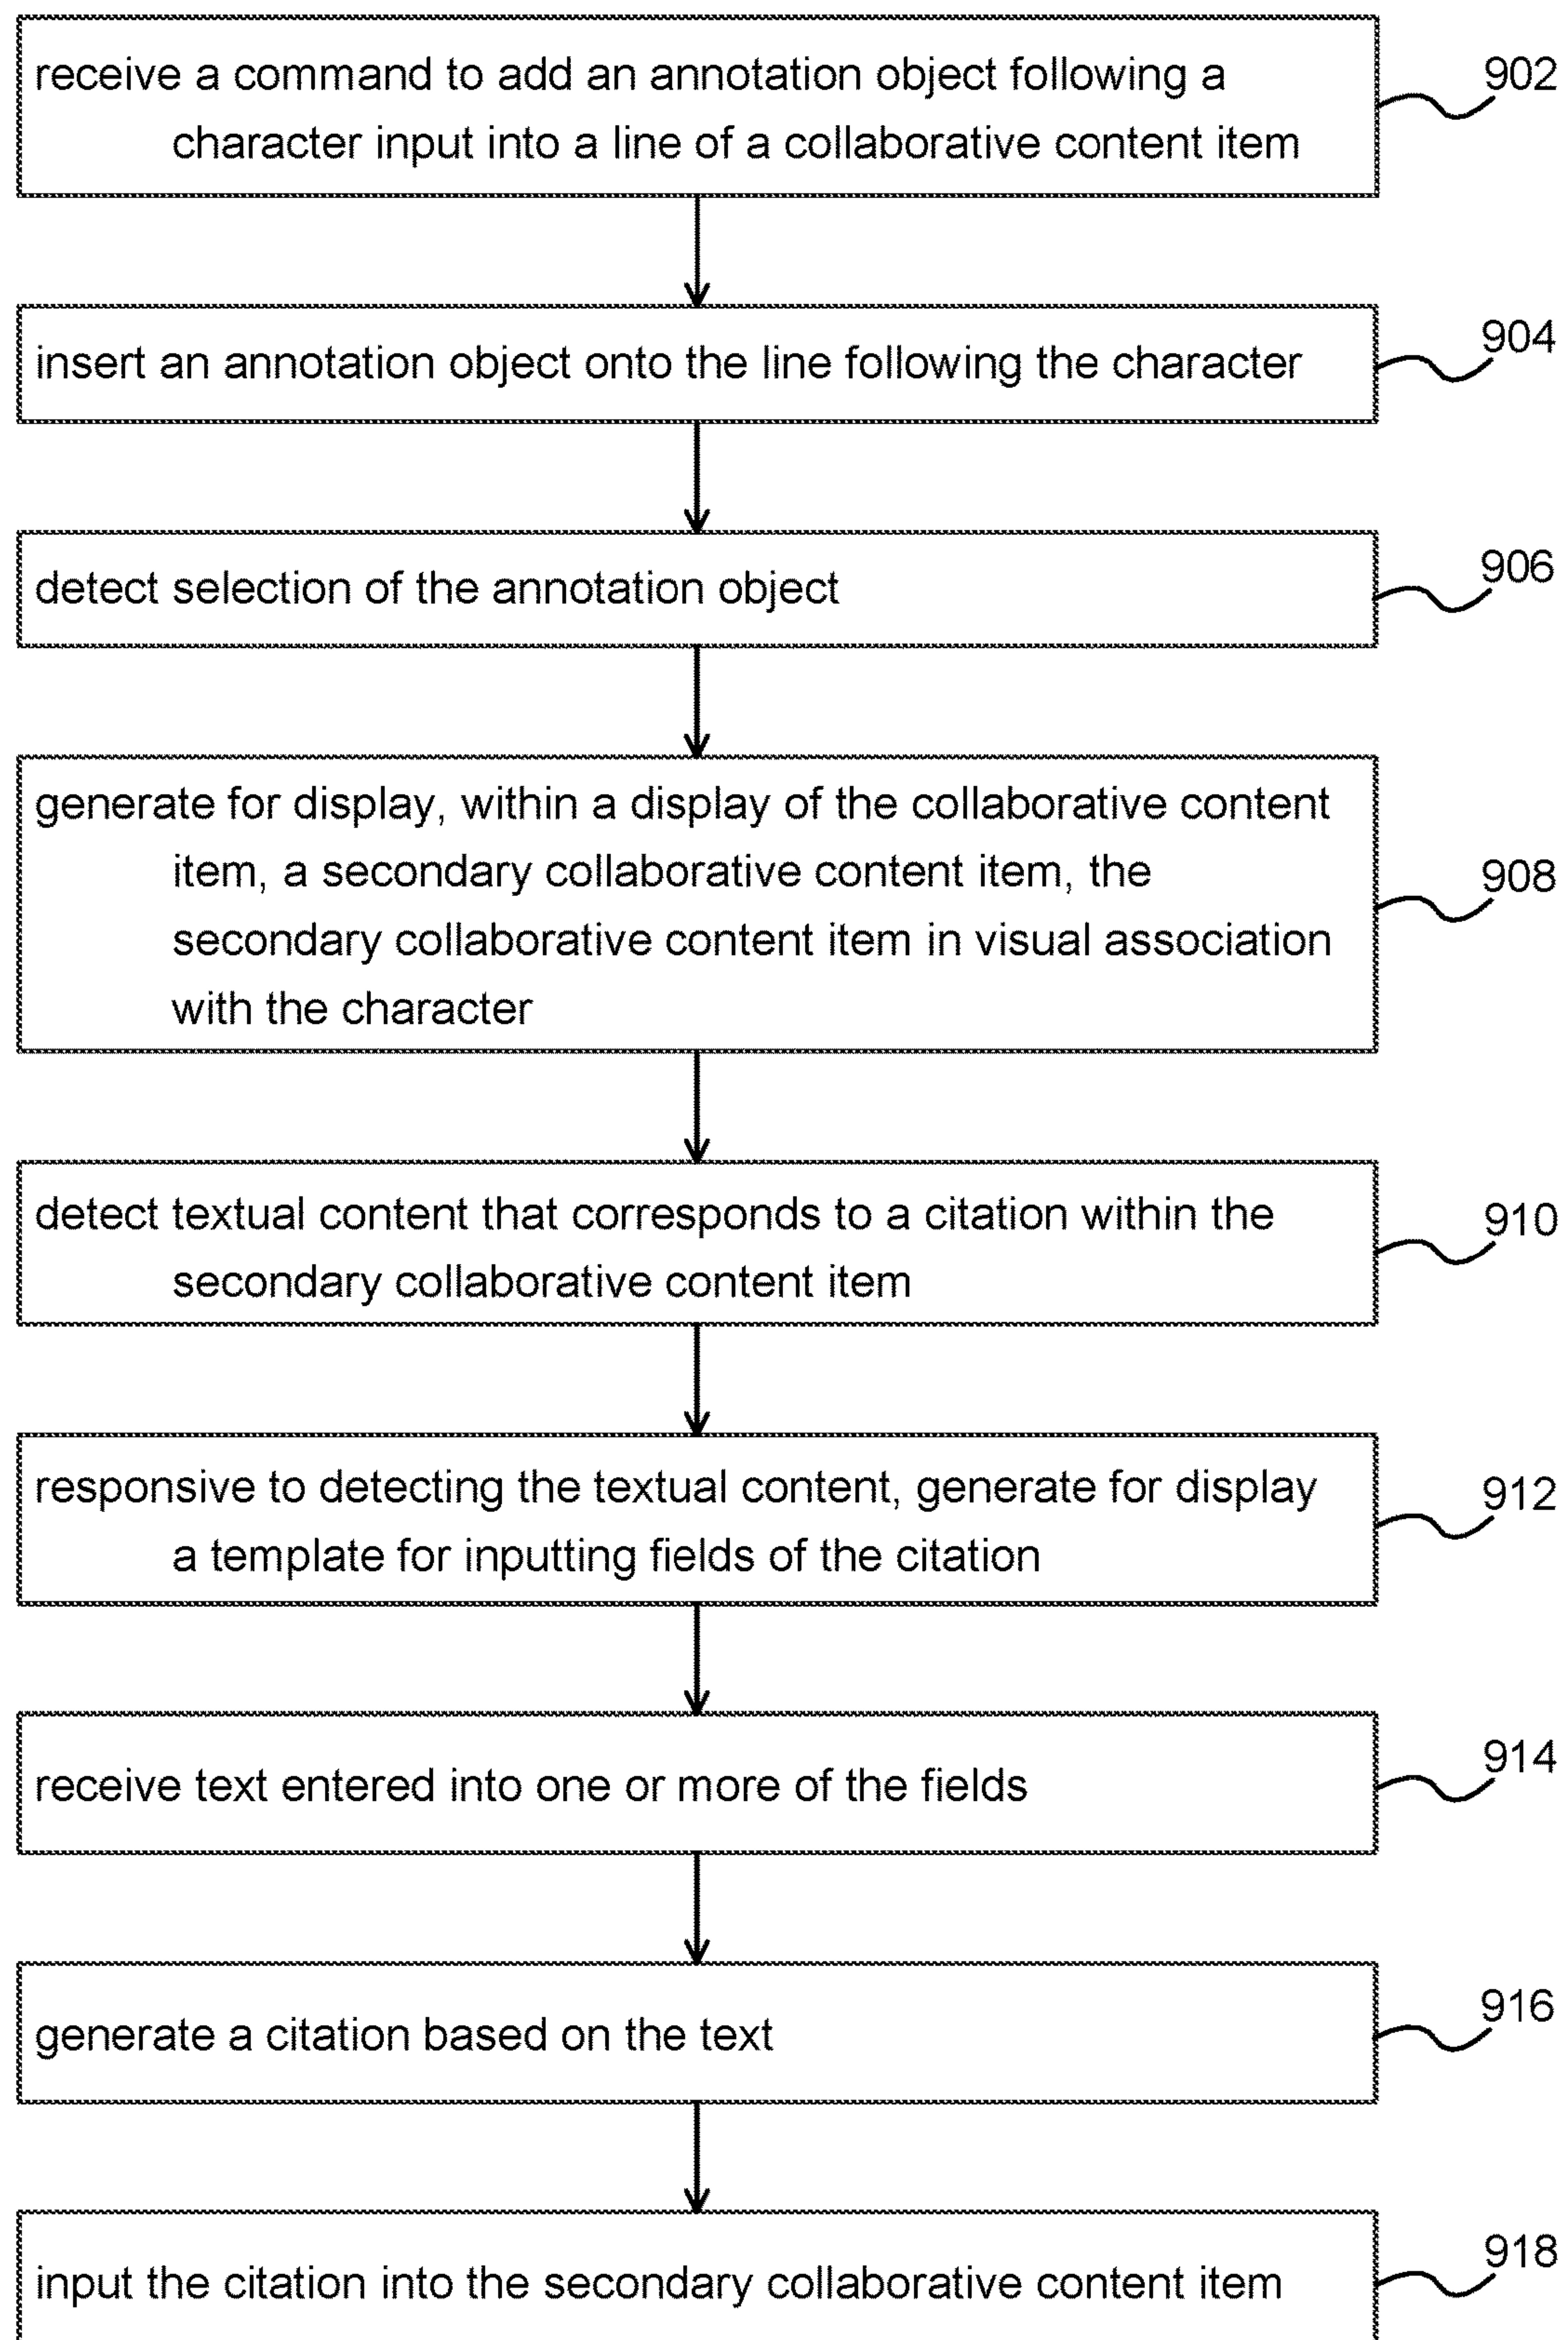 receive a command to add an annotation object following a
902
character input into a line of a collaborative content item
insert an annotation object onto the line following the character
904
detect selection of the annotation object
906
generate for display, within a display of the collaborative content
item, a secondary collaborative content item, the
908
secondary collaborative content item in visual association
with the character
detect textual content that corresponds to a citation within the
910
secondary collaborative content item
responsive to detecting the textual content, generate for display
912
a template for inputting fields of the citation
receive text entered into one or more of the fields
914
generate a citation based on the text
916
input the citation into the secondary collaborative content item
918